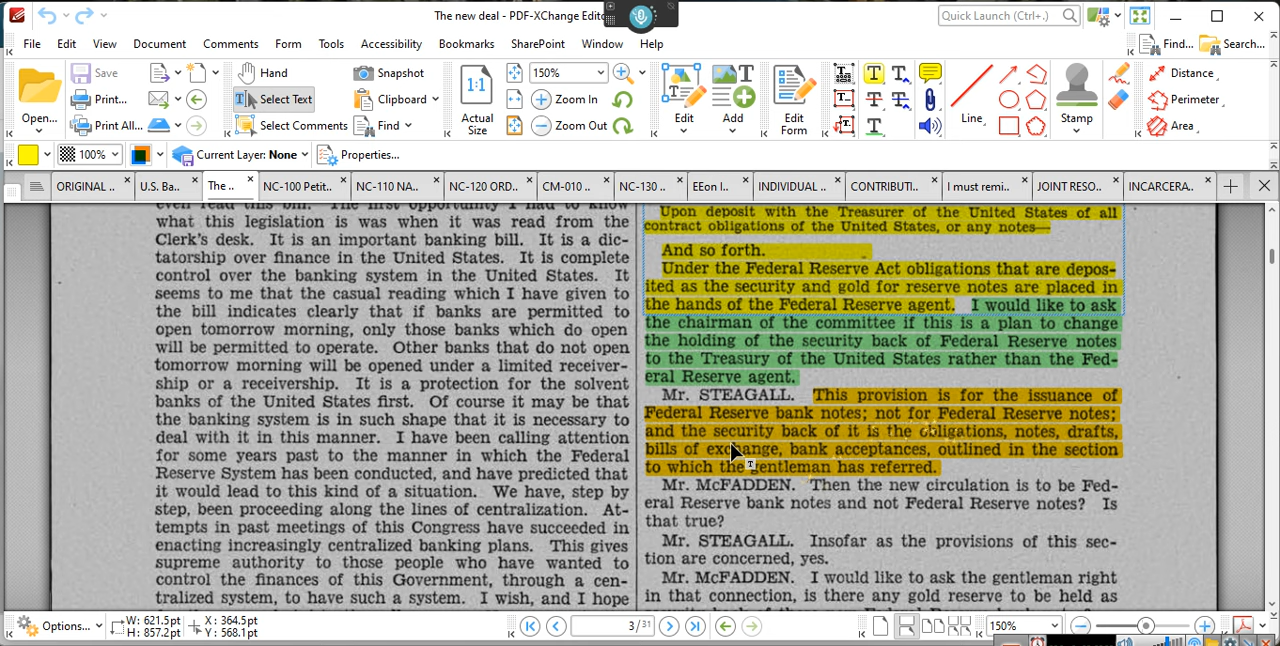 The new deal - PDF-XChange Edito
Quick Launch (Ctrl+.)
File Edit View Document Comments Form Tools Accessibility Bookmarks SharePoint Window Help
Find... Search...
Open...
Save
Print...
Print All...
Hand
Select Text
Select Comments
Snapshot
Clipboard
Find
Actual
Size
150%
Zoom In
Zoom Out
Edit
Add
Edit
Form
Line
Stamp
Distance
Perimeter
Area
100%
Current Layer: None
Properties...
ORIGINAL .. U.S. Ba.. The .. NC-100 Petit.. NC-110 NA.. NC-120 ORD.. CM-010 .. NC-130 .. EEon I.. INDIVIDUAL .. CONTRIBUTI.. I must remi.. JOINT RESO.. INCARCERA..
even read this bill. The first opportunity I had to know
what this legislation is was when it was read from the
Clerk's desk. It is an important banking bill. It is a dic-
tatorship over finance in the United States. It is complete
control over the banking system in the United States. It
seems to me that the casual reading which I have given to
the bill indicates clearly that if banks are permitted to
open tomorrow morning, only those banks which do open
will be permitted to operate. Other banks that do not open
tomorrow morning will be opened under a limited receiver-
ship or a receivership. It is a protection for the solvent
banks of the United States first. Of course it may be that
the banking system is in such shape that it is necessary to
deal with it in this manner. I have been calling attention
for some years past to the manner in which the Federal
Reserve System has been conducted, and have predicted that
it would lead to this kind of a situation. We have, step by
step, been proceeding along the lines of centralization. At-
tempts in past meetings of this Congress have succeeded in
enacting increasingly centralized banking plans. This gives
supreme authority to those people who have wanted to
control the finances of this Government, through a cen-
tralized system, to have such a system. I wish, and I hope
Upon deposit with the Treasurer of the United States of all
contract obligations of the United States, or any notes—
And so forth.
Under the Federal Reserve Act obligations that are depos-
ited as the security and gold for reserve notes are placed in
the hands of the Federal Reserve agent. I would like to ask
the chairman of the committee if this is a plan to change
the holding of the security back of Federal Reserve notes
to the Treasury of the United States rather than the Fed-
eral Reserve agent.
Mr. STEAGALL. This provision is for the issuance of
Federal Reserve bank notes; not for Federal Reserve notes;
and the security back of it is the obligations, notes, drafts,
bills of exchange, bank acceptances, outlined in the section
to which the gentleman has referred.
Mr. McFADDEN. Then the new circulation is to be Fed-
eral Reserve bank notes and not Federal Reserve notes? Is
that true?
Mr. STEAGALL. Insofar as the provisions of this sec-
tion are concerned, yes.
Mr. McFADDEN. I would like to ask the gentleman right
in that connection, is there any gold reserve to be held as
Options...
W: 621.5pt
H: 857.2pt
X: 364.5pt
Y: 568.1pt
3/31
150%